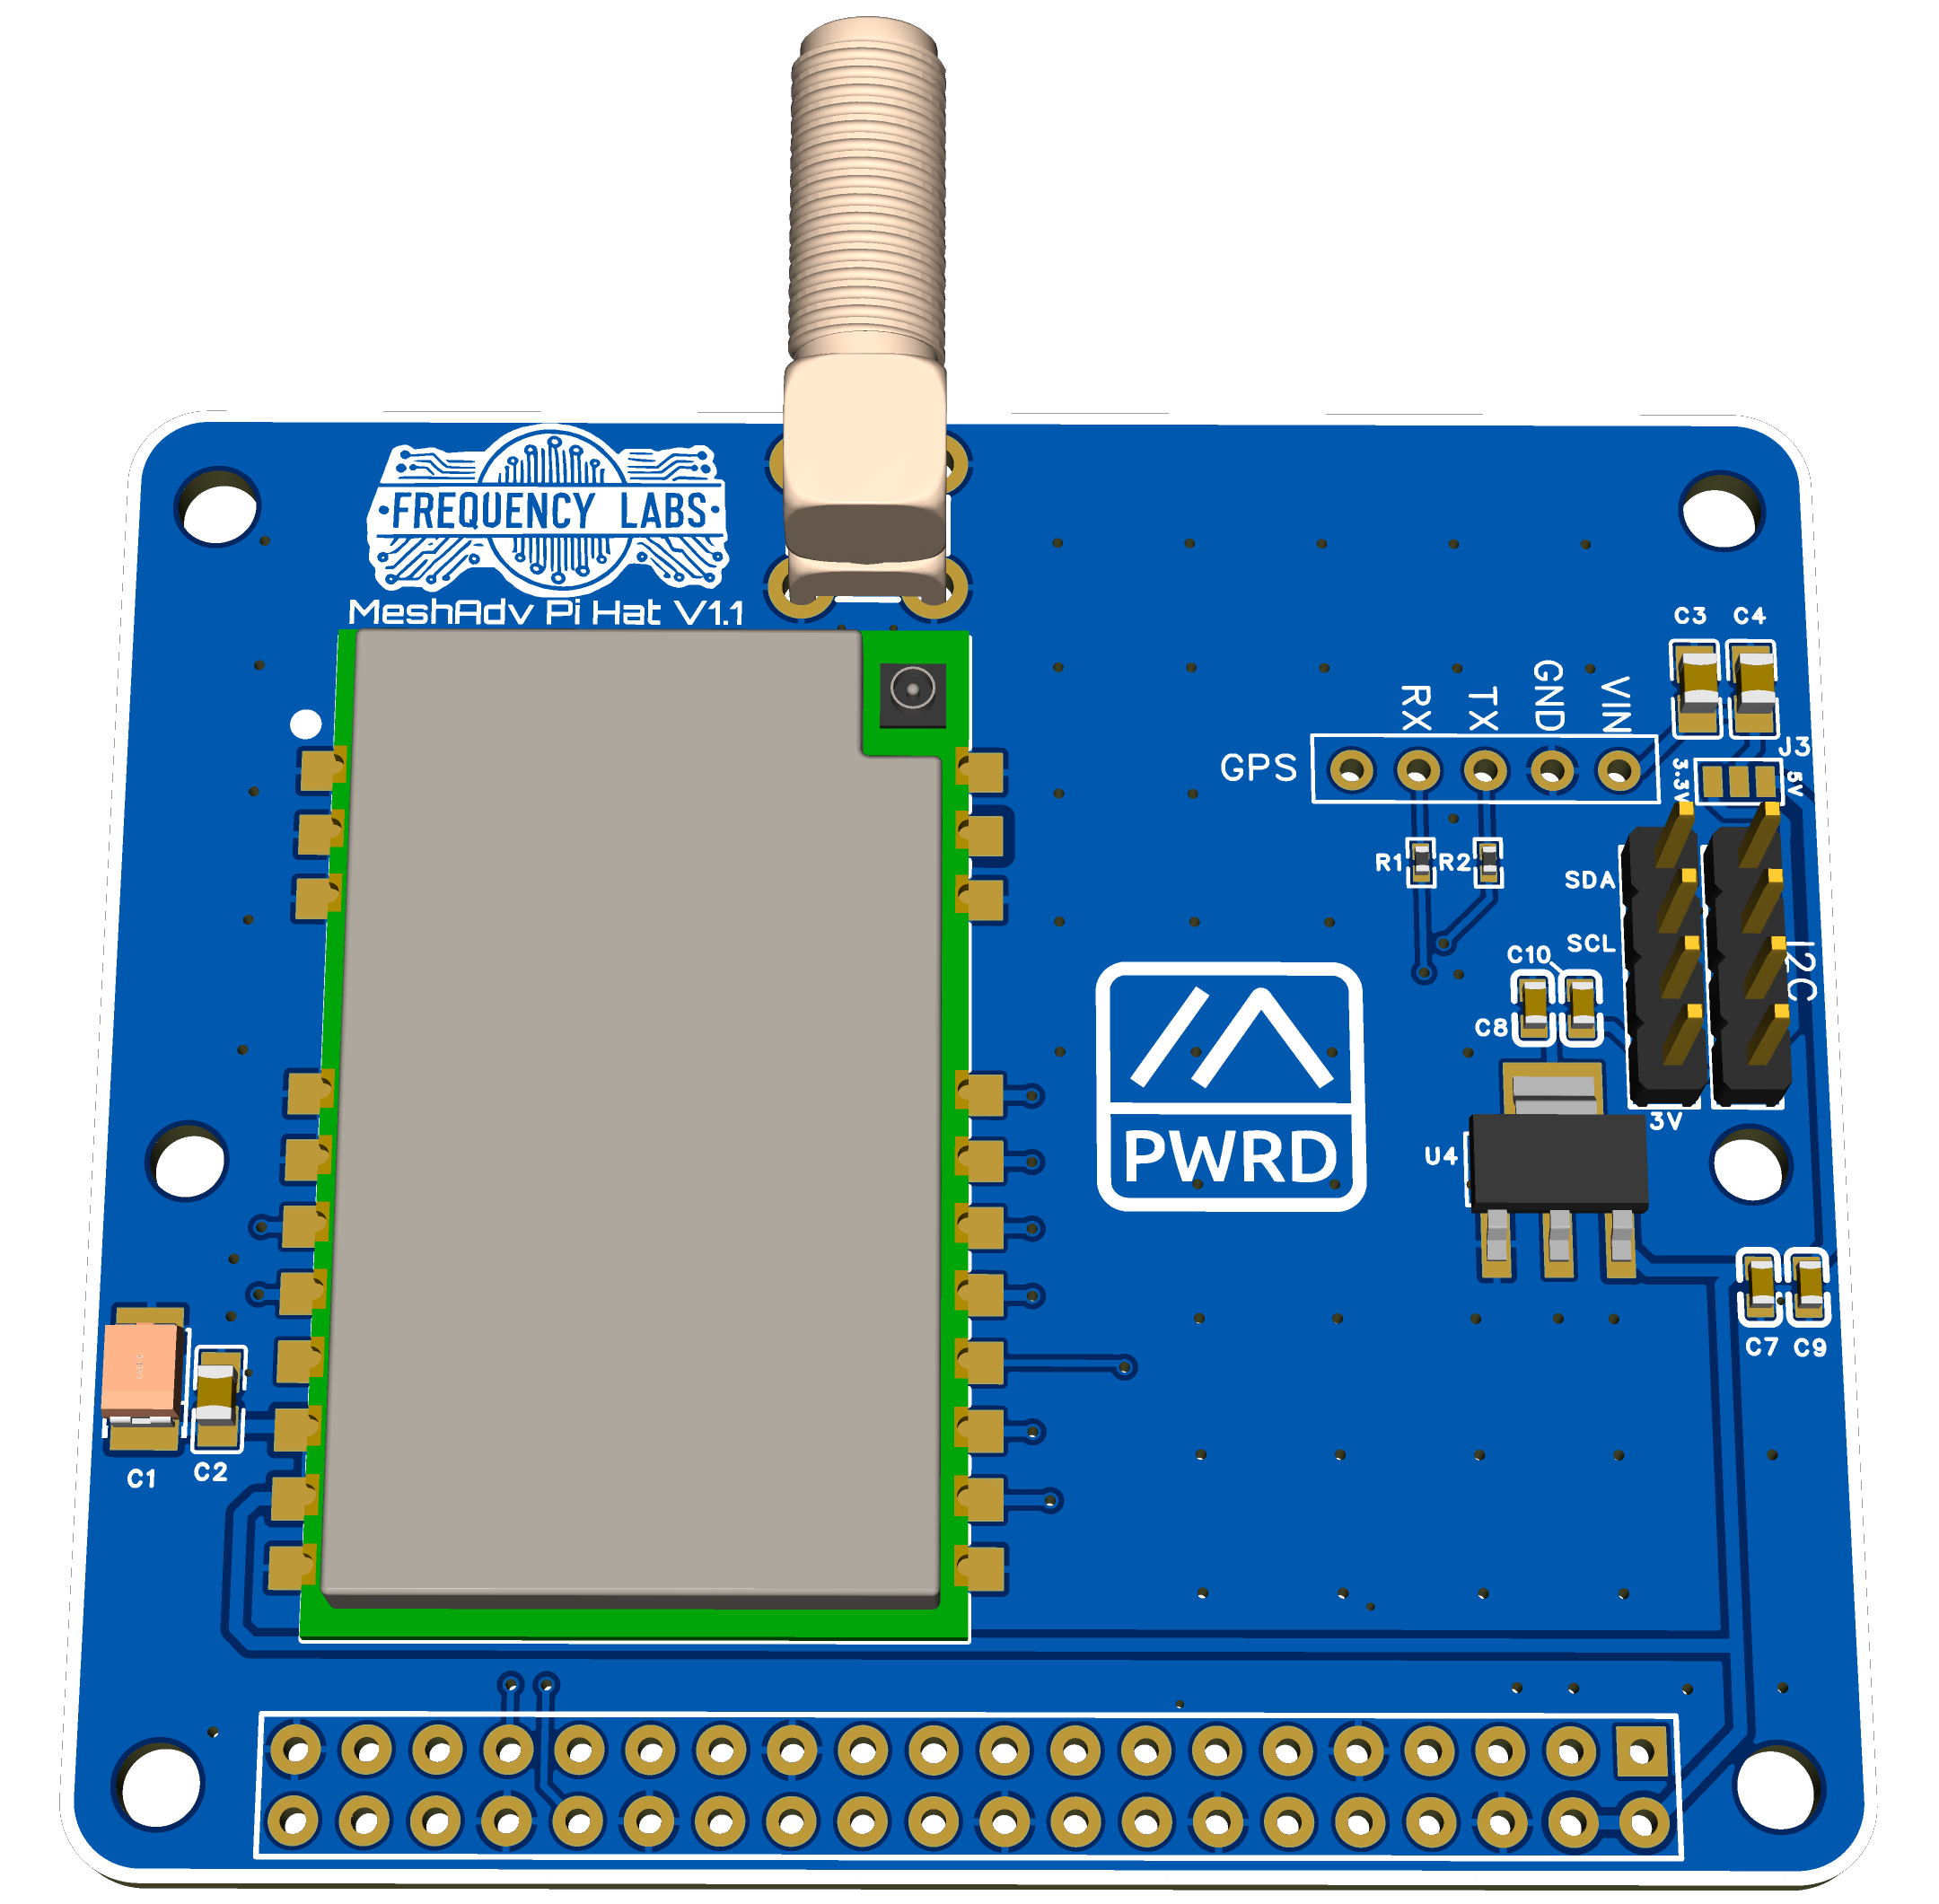 FREQUENCY LABS
MeshAdv Pi Hat V1.1
C3 C4
RX TX GND VIN
GPS
J3
3.3V 5V
R1 R2
SDA
SCL
I2C
C10
C8
3V
U4
PWRD
C7 C9
C1 C2